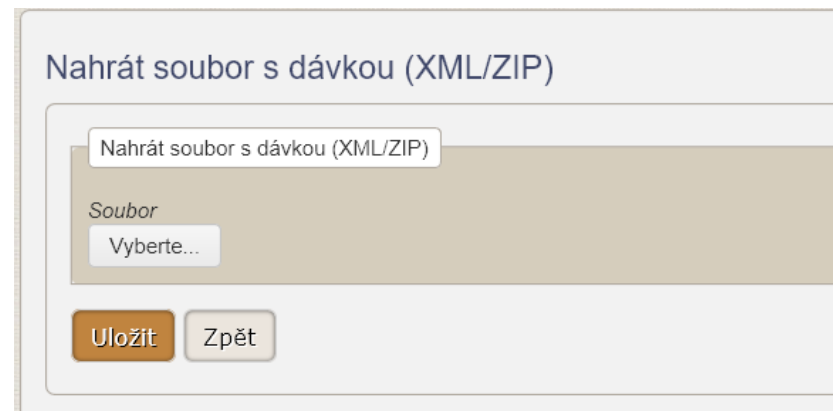 Nahrát soubor s dávkou (XML/ZIP)
Nahrát soubor s dávkou (XML/ZIP)
Soubor
Vyberte...
Uložit Zpět